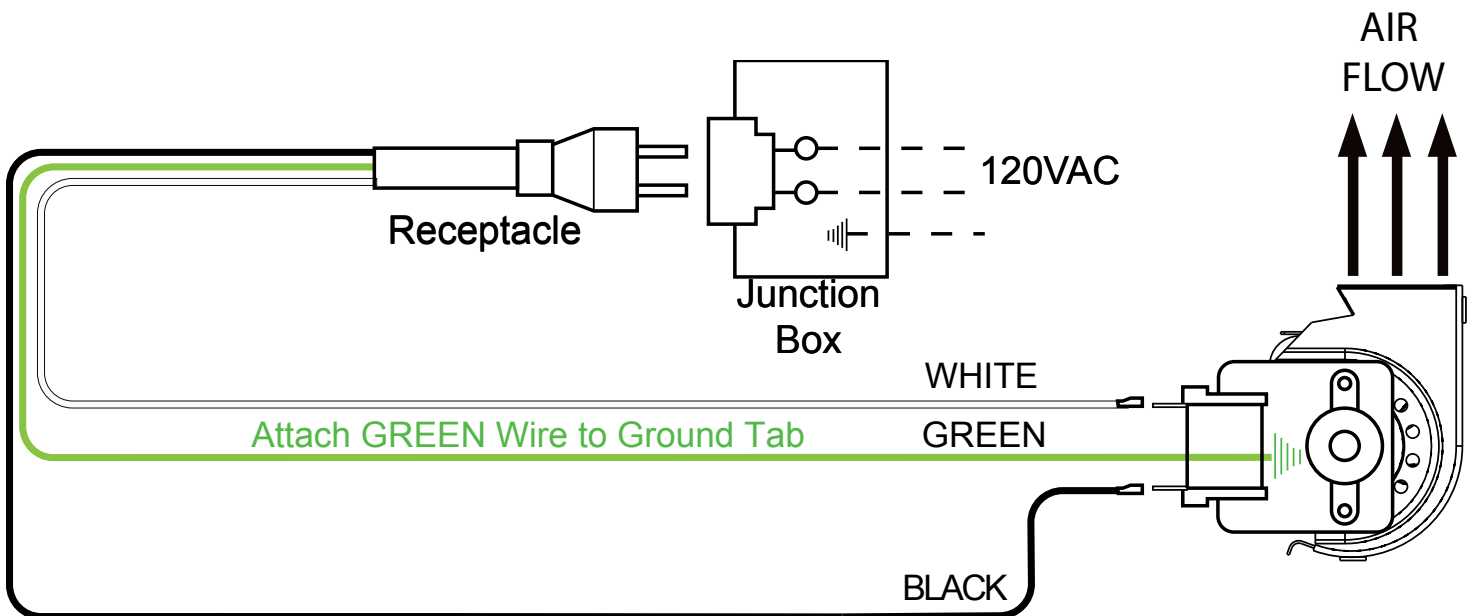 AIR
FLOW
120VAC
Receptacle
Junction
Box
WHITE
Attach GREEN Wire to Ground Tab
GREEN
BLACK